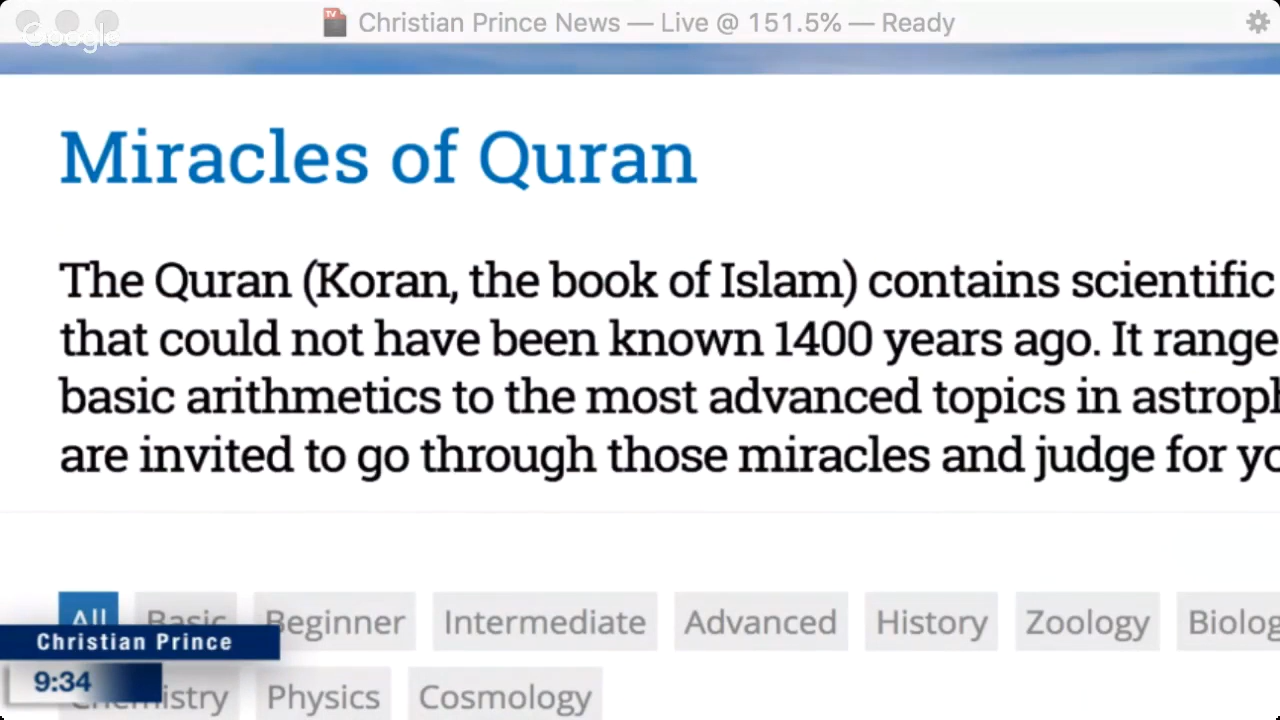 Christian Prince News — Live @ 151.5% — Ready
Google
Miracles of Quran
The Quran (Koran, the book of Islam) contains scientific
that could not have been known 1400 years ago. It range
basic arithmetics to the most advanced topics in astroph
are invited to go through those miracles and judge for yo
All Basic Beginner Intermediate Advanced History Zoology Biolog
Christian Prince
9:34
Chemistry Physics Cosmology